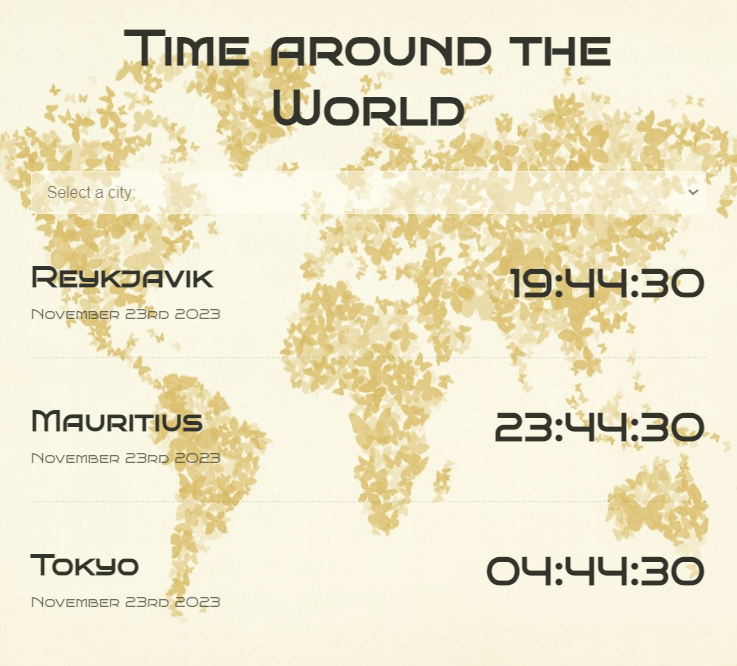 Time around the
World
Select a city:
Reykjavik
19:44:30
November 23rd 2023
Mauritius
23:44:30
November 23rd 2023
Tokyo
04:44:30
November 23rd 2023